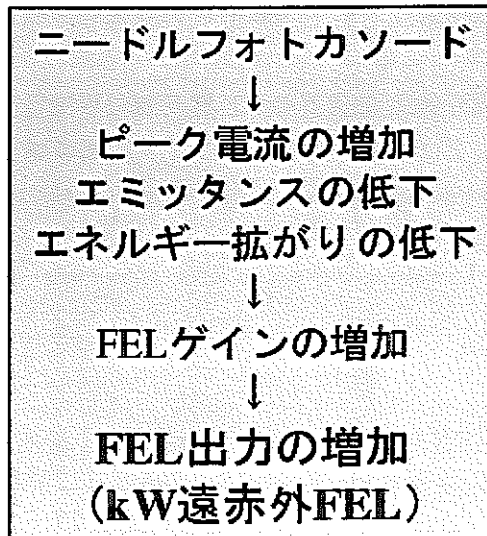 ニードルフォトカソード
↓
ピーク電流の増加
エミッタンスの低下
エネルギー拡がりの低下
↓
FELゲインの増加
↓
FEL出力の増加
(kW遠赤外FEL)